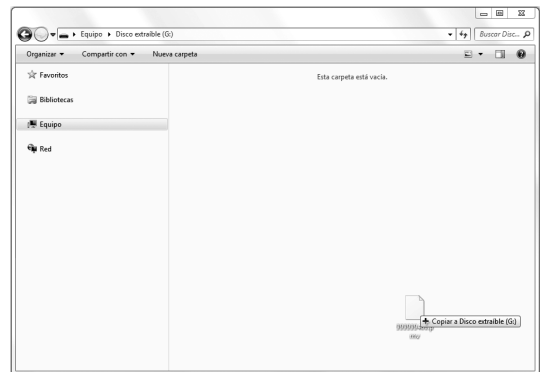 Equipo ▸ Disco extraíble (G:)
Buscar Disc...
Organizar Compartir con Nueva carpeta
Favoritos
Esta carpeta está vacía.
Bibliotecas
Equipo
Red
Copiar a Disco extraíble (G:)